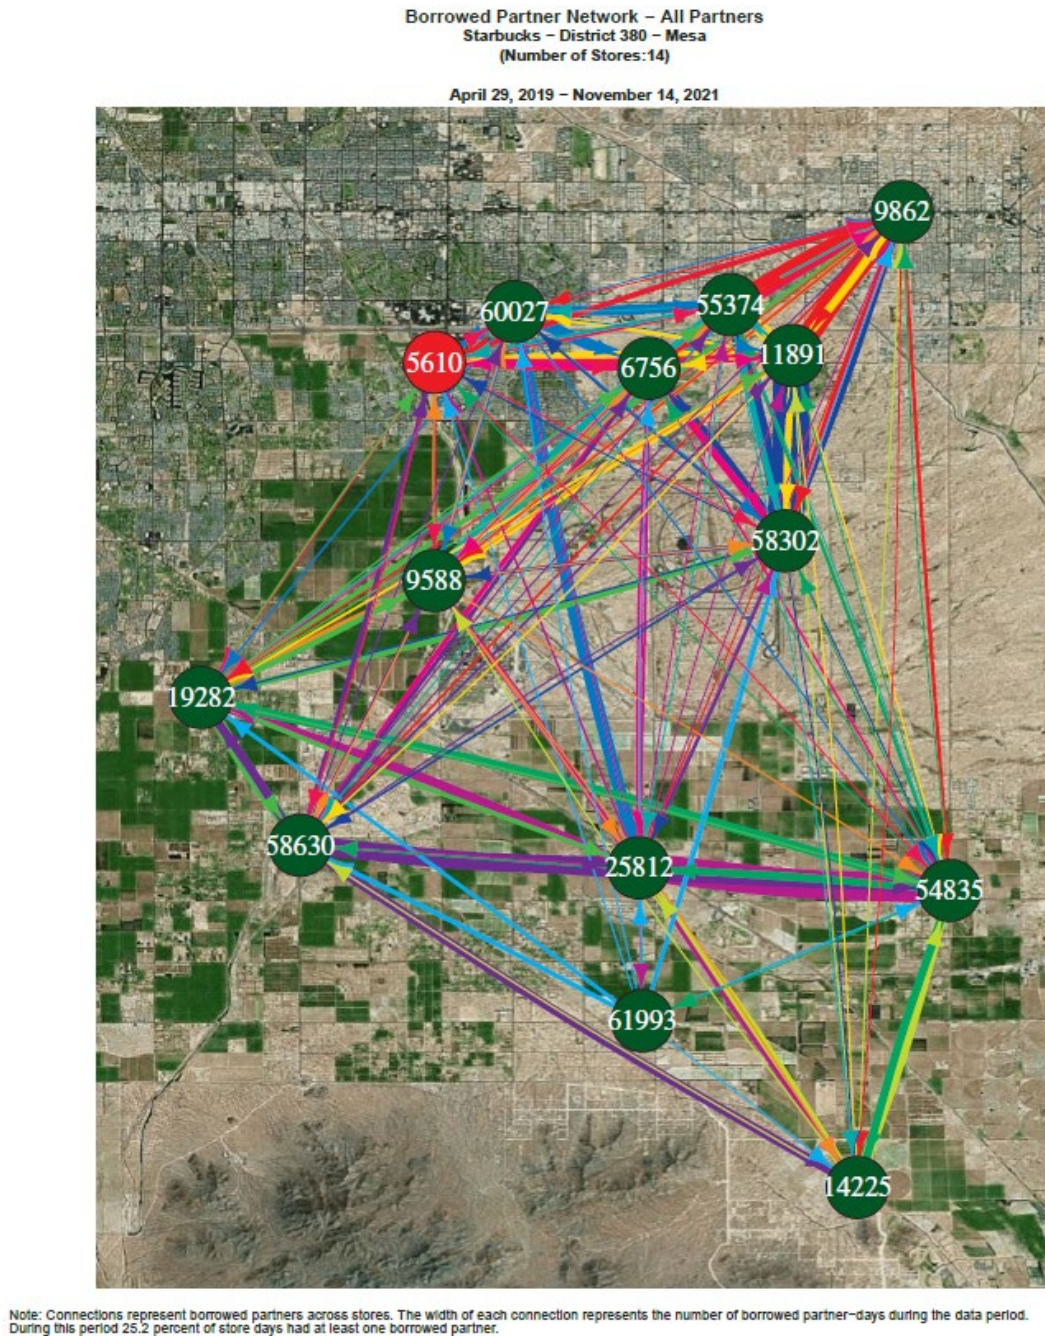 Borrowed Partner Network – All Partners
Starbucks – District 380 – Mesa
(Number of Stores:14)
April 29, 2019 – November 14, 2021
9862
60027
55374
5610
6756
11891
58302
9588
19282
58630
25812
54835
61993
14225
Note: Connections represent borrowed partners across stores. The width of each connection represents the number of borrowed partner–days during the data period.
During this period 25.2 percent of store days had at least one borrowed partner.